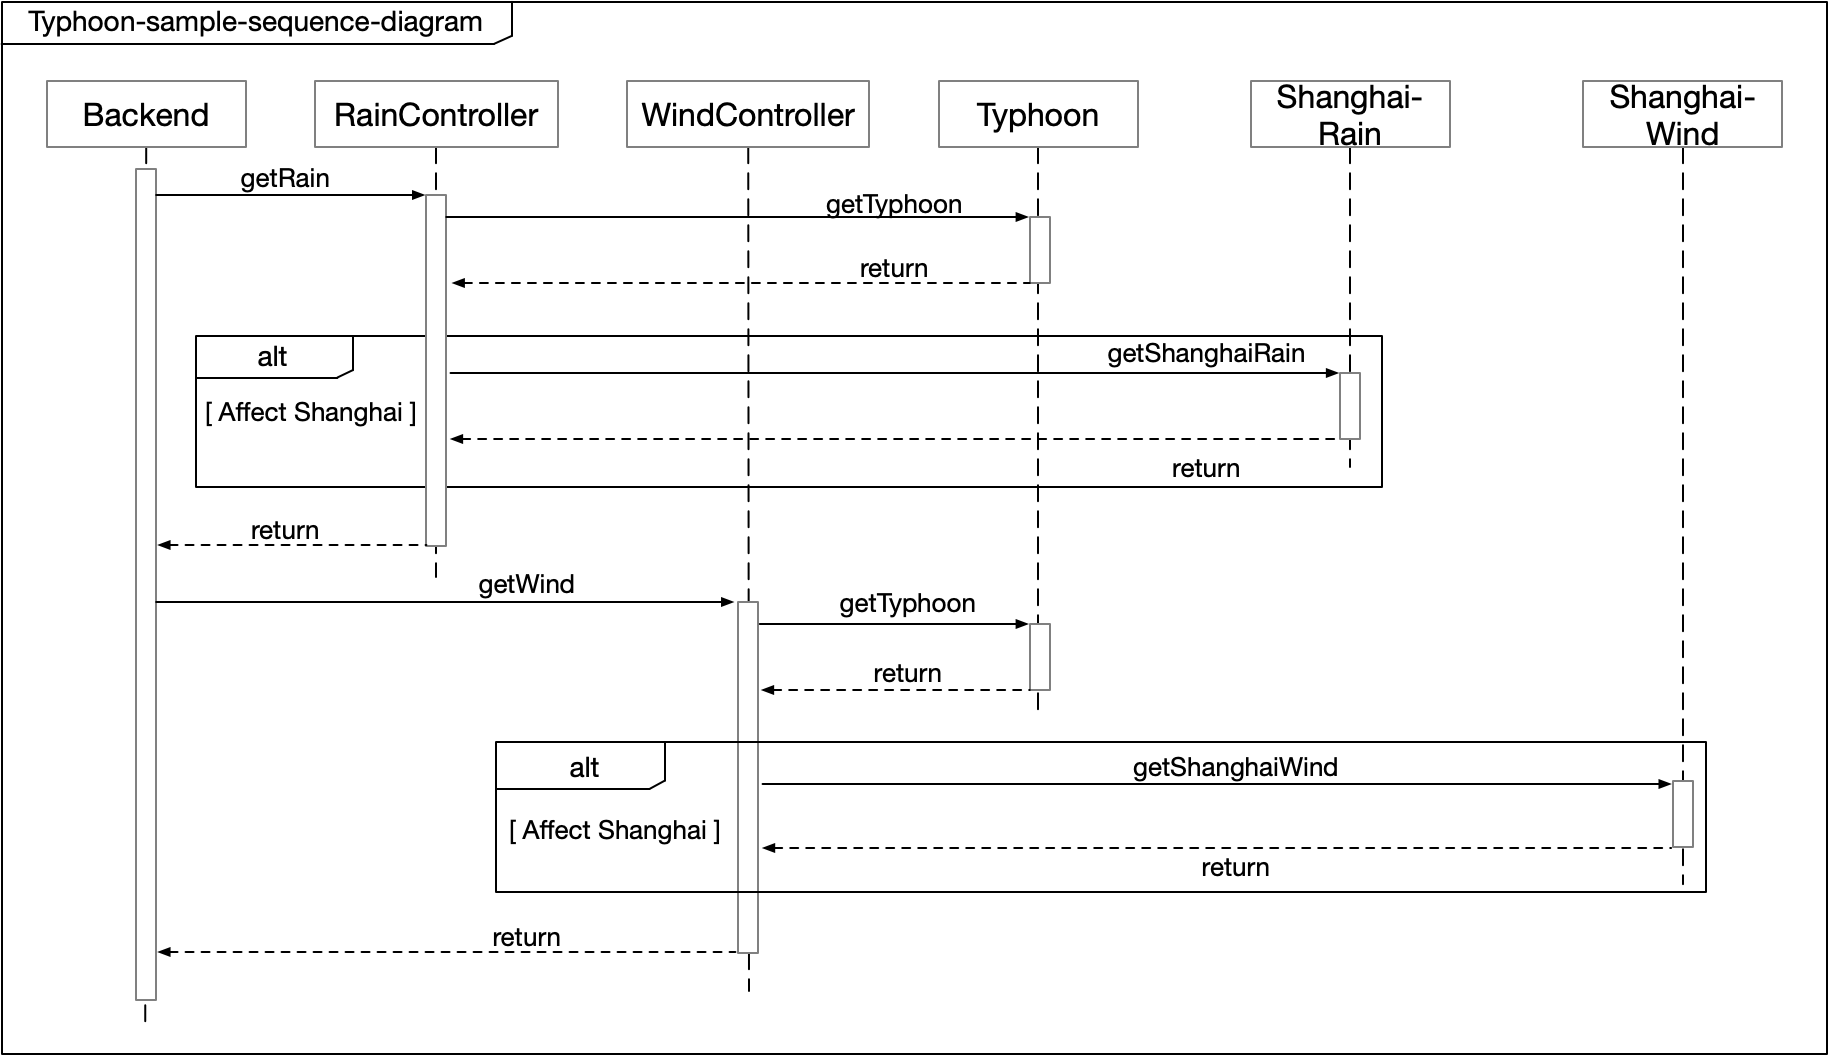 Typhoon-sample-sequence-diagram
Backend
RainController
WindController
Typhoon
Shanghai-
Rain
Shanghai-
Wind
getRain
getTyphoon
return
alt
getShanghaiRain
[ Affect Shanghai ]
return
return
getWind
getTyphoon
return
alt
getShanghaiWind
[ Affect Shanghai ]
return
return